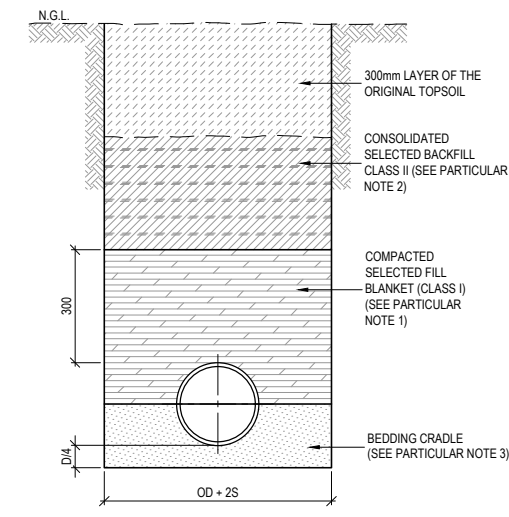 N.G.L.
300mm LAYER OF THE
ORIGINAL TOPSOIL
CONSOLIDATED
SELECTED BACKFILL
CLASS II (SEE PARTICULAR
NOTE 2)
COMPACTED
SELECTED FILL
BLANKET (CLASS I)
(SEE PARTICULAR
NOTE 1)
300
BEDDING CRADLE
(SEE PARTICULAR NOTE 3)
D/4
OD + 2S